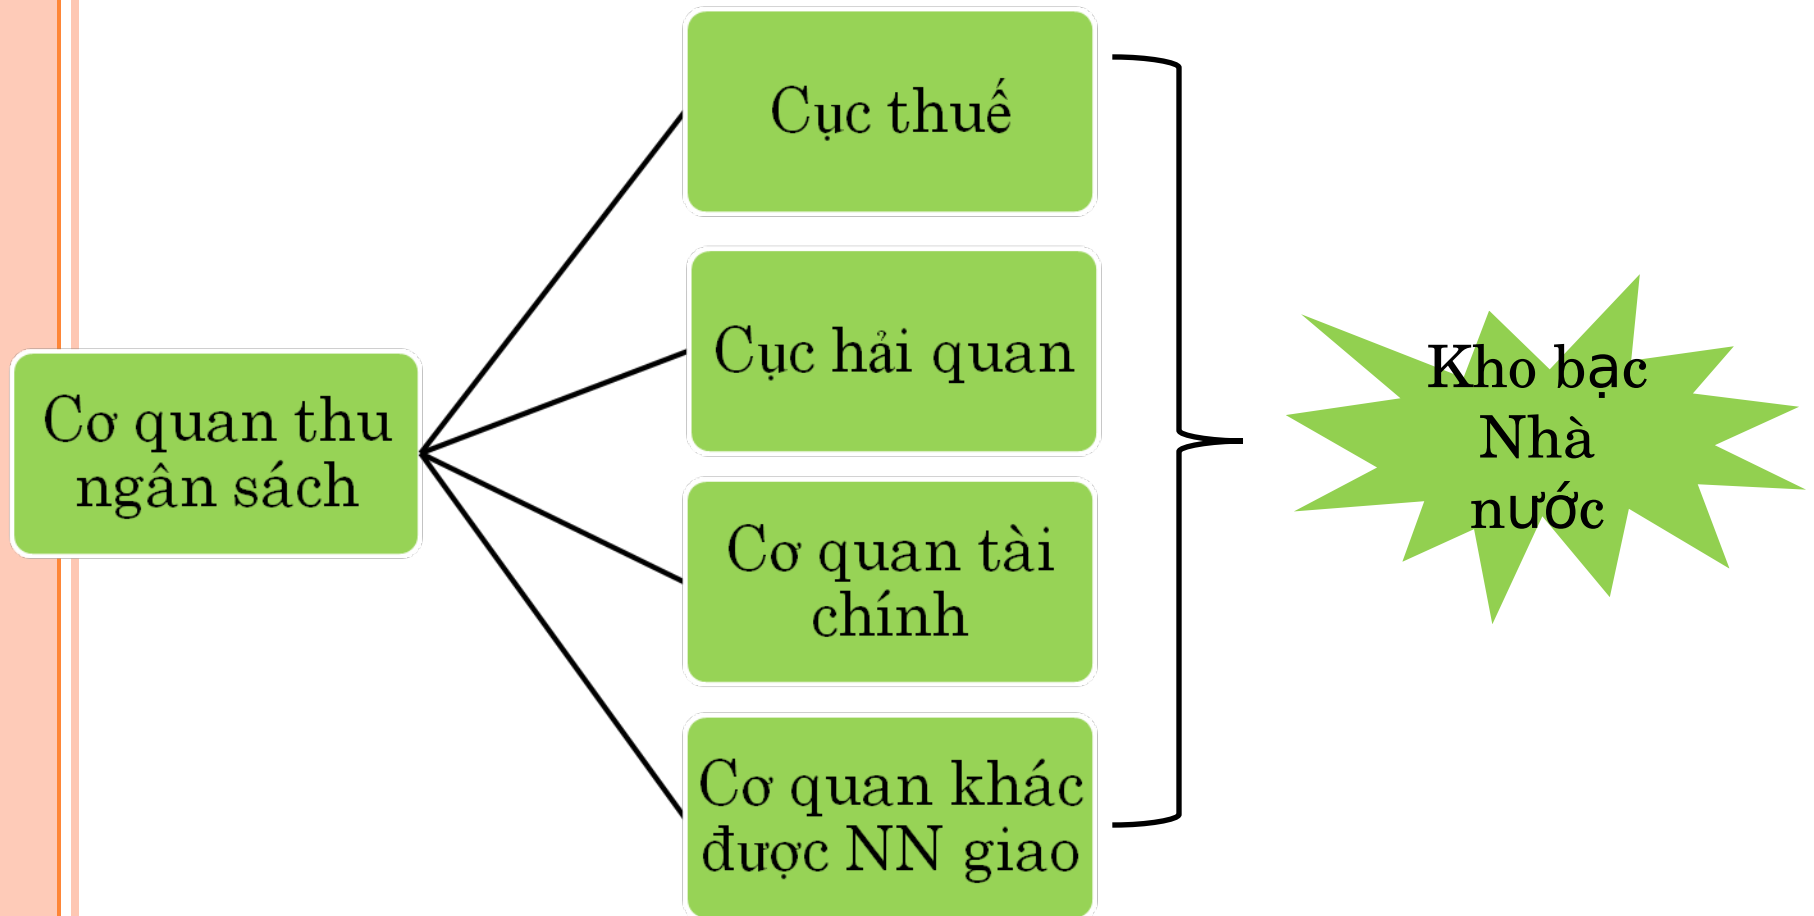 Cơ quan thu
ngân sách
Cục thuế
Cục hải quan
Cơ quan tài
chính
Cơ quan khác
được NN giao
Kho bạc
Nhà
nước